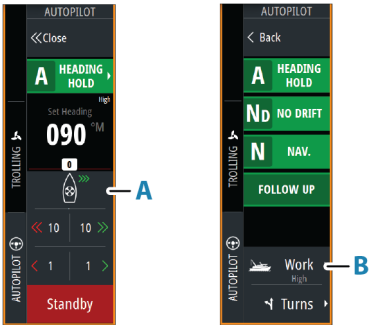 AUTOPILOT
≪Close
A HEADING HOLD
High
Set Heading
090 °M
0
A
10 10
1 1
Standby
TROLLING
AUTOPILOT
AUTOPILOT
< Back
A HEADING HOLD
ND NO DRIFT
N NAV.
FOLLOW UP
Work
High
B
Turns
TROLLING
AUTOPILOT